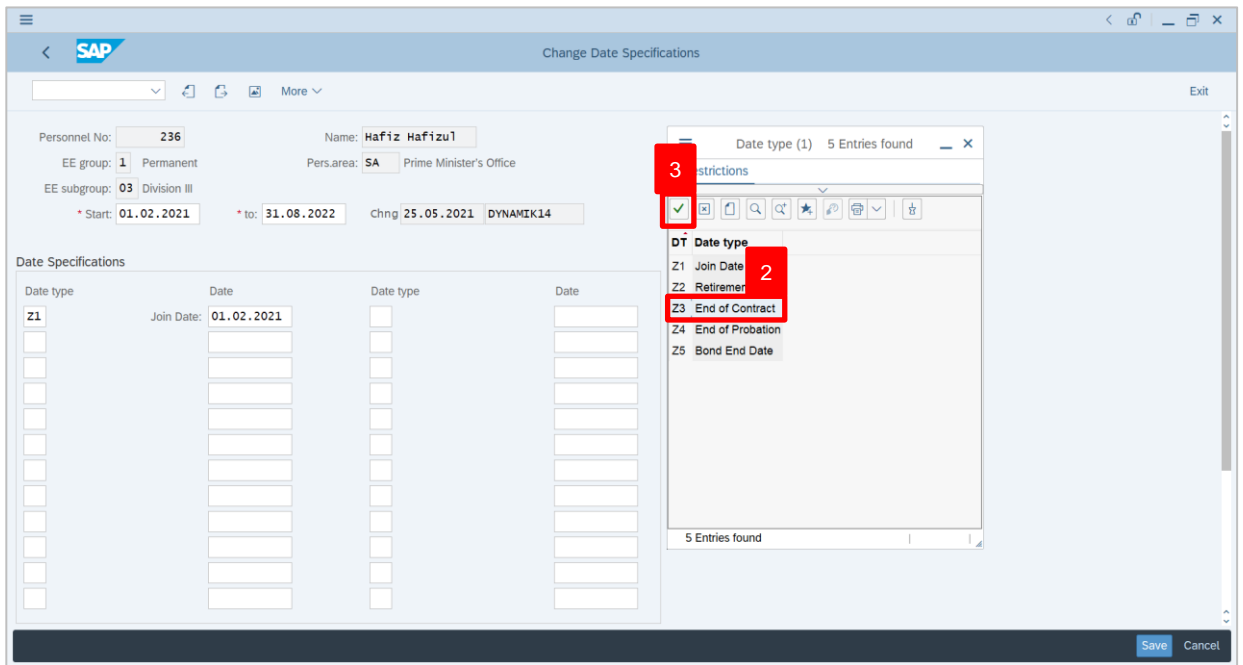 SAP
Change Date Specifications
More
Exit
Personnel No: 236 Name: Hafiz Hafizul
EE group: 1 Permanent Pers.area: SA Prime Minister's Office
EE subgroup: 03 Division III
* Start: 01.02.2021 * to: 31.08.2022 Chng 25.05.2021 DYNAMIK14
Date Specifications
Date type Date Date type Date
Z1 Join Date: 01.02.2021
Date type (1) 5 Entries found
3
estrictions
DT Date type
Z1 Join Date
2
Z2 Retiremen
Z3 End of Contract
Z4 End of Probation
Z5 Bond End Date
5 Entries found
Save Cancel